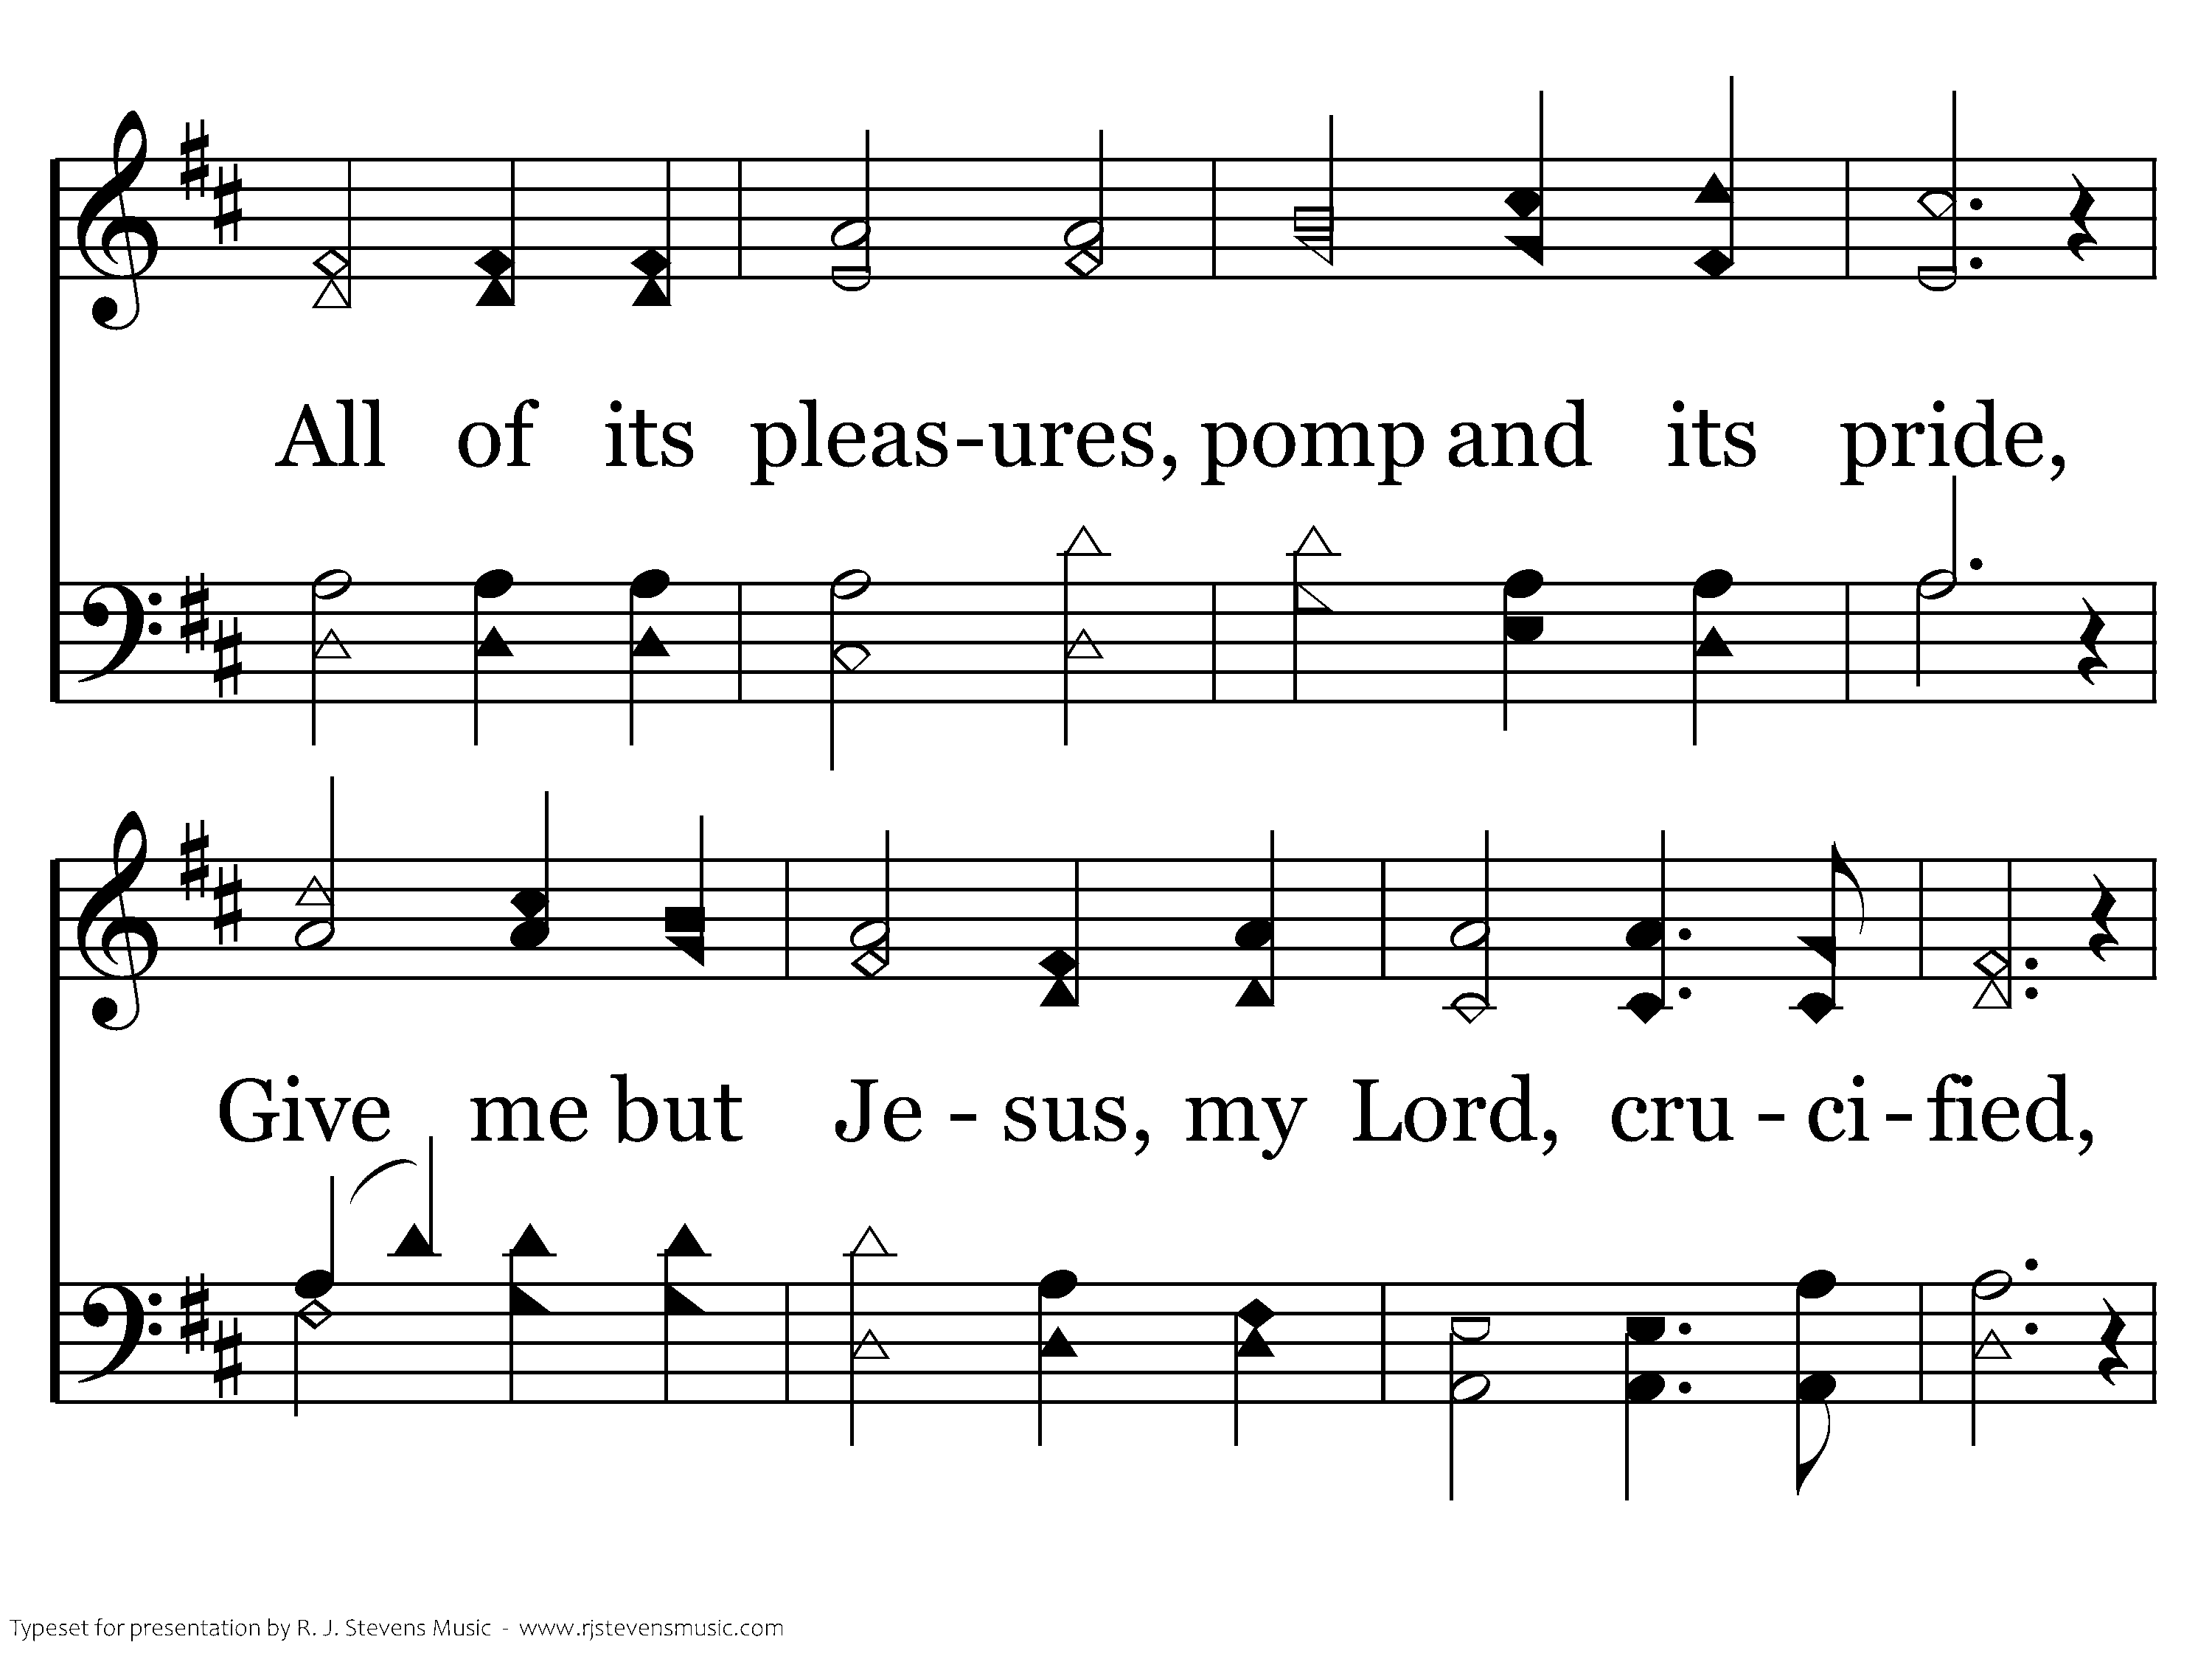 All of its pleas-ures, pomp and its pride,
Give me but Je - sus, my Lord, cru - ci - fied,
Typeset for presentation by R. J. Stevens Music - www.rjstevensmusic.com